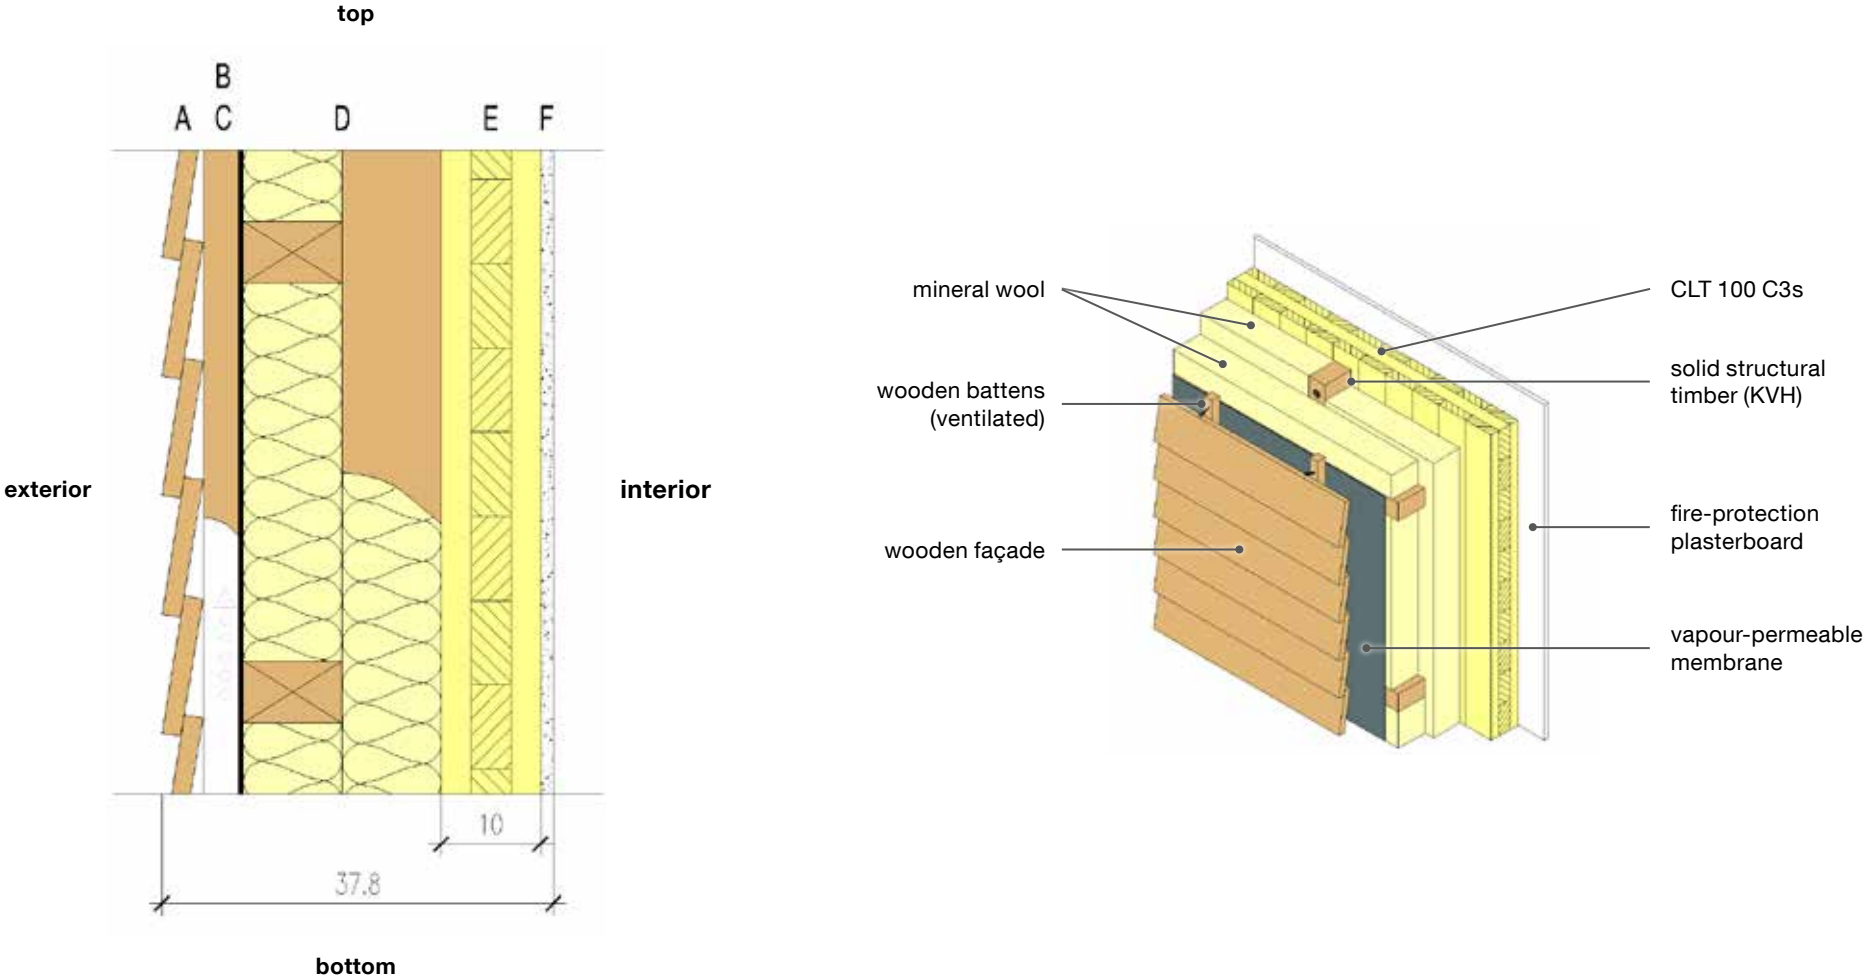 top
B
A C D E F
exterior
interior
10
37.8
bottom
mineral wool
wooden battens
(ventilated)
wooden façade
CLT 100 C3s
solid structural
timber (KVH)
fire-protection
plasterboard
vapour-permeable
membrane